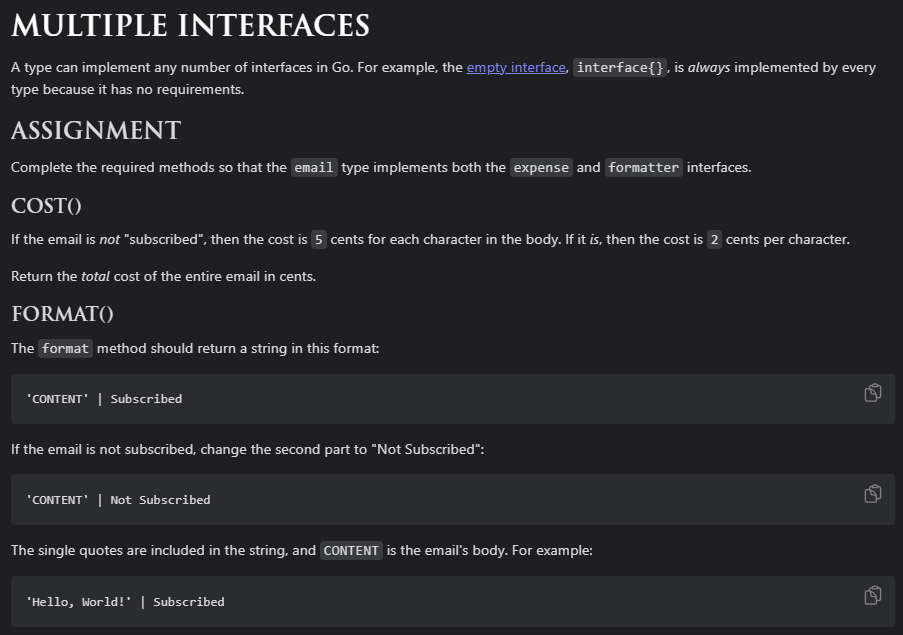 MULTIPLE INTERFACES
A type can implement any number of interfaces in Go. For example, the empty interface, interface{}, is always implemented by every
type because it has no requirements.
ASSIGNMENT
Complete the required methods so that the email type implements both the expense and formatter interfaces.
COST()
If the email is not "subscribed", then the cost is 5 cents for each character in the body. If it is, then the cost is 2 cents per character.
Return the total cost of the entire email in cents.
FORMAT()
The format method should return a string in this format:
'CONTENT' | Subscribed
If the email is not subscribed, change the second part to "Not Subscribed":
'CONTENT' | Not Subscribed
The single quotes are included in the string, and CONTENT is the email's body. For example:
'Hello, World!' | Subscribed